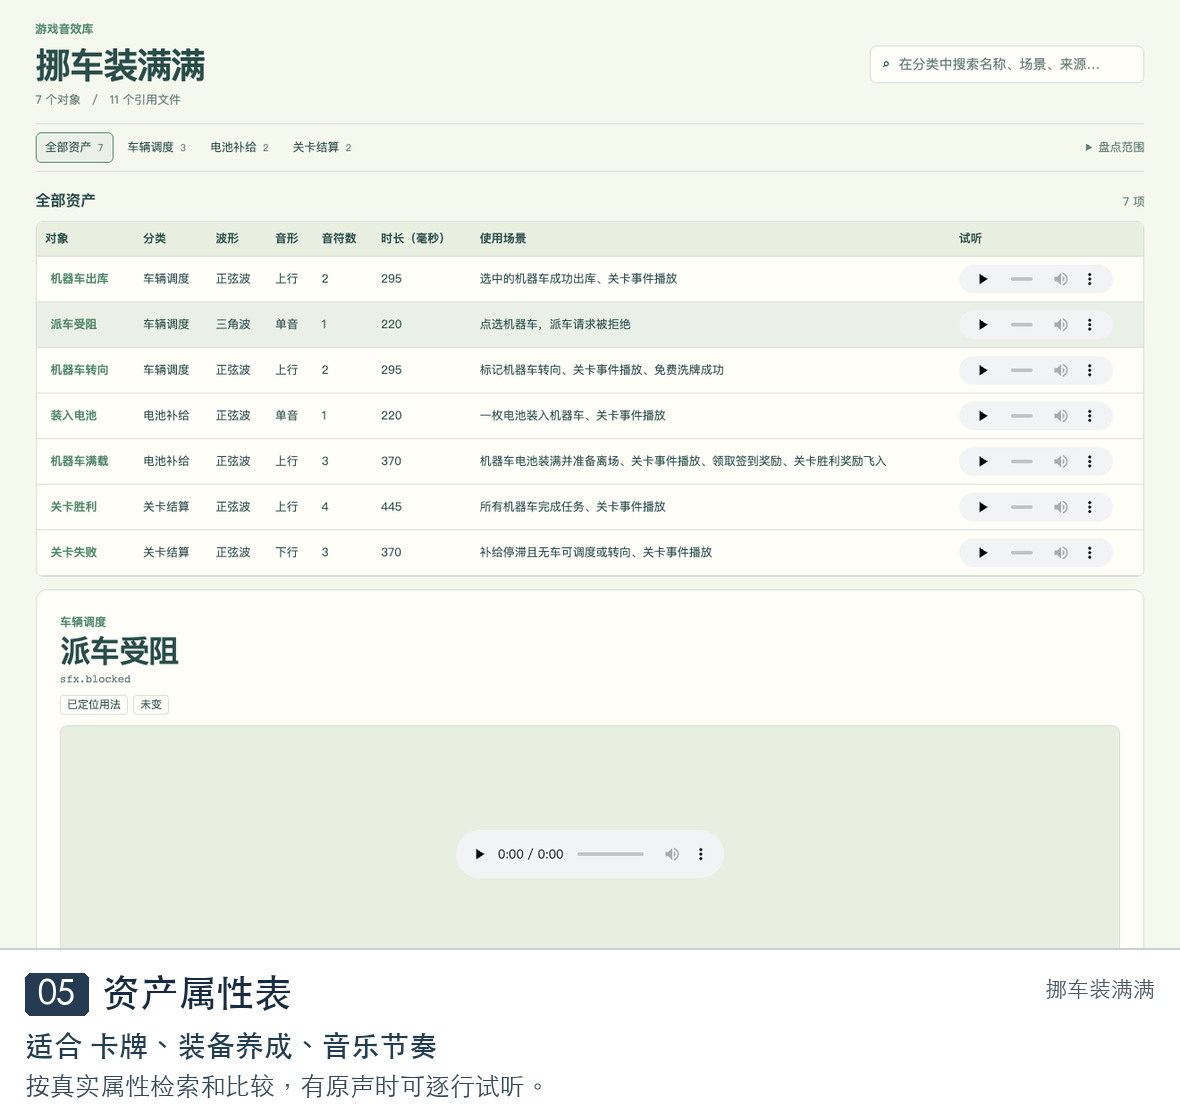 游戏音效库
挪车装满满
7 个对象 / 11 个引用文件
在分类中搜索名称、场景、来源...
全部资产 7 车辆调度 3 电池补给 2 关卡结算 2 ▶ 盘点范围
全部资产 7 项
对象 分类 波形 音形 音符数 时长（毫秒） 使用场景 试听
机器车出库 车辆调度 正弦波 上行 2 295 选中的机器车成功出库、关卡事件播放
派车受阻 车辆调度 三角波 单音 1 220 点选机器车，派车请求被拒绝
机器车转向 车辆调度 正弦波 上行 2 295 标记机器车转向、关卡事件播放、免费洗牌成功
装入电池 电池补给 正弦波 单音 1 220 一枚电池装入机器车、关卡事件播放
机器车满载 电池补给 正弦波 上行 3 370 机器车电池装满并准备离场、关卡事件播放、领取签到奖励、关卡胜利奖励飞入
关卡胜利 关卡结算 正弦波 上行 4 445 所有机器车完成任务、关卡事件播放
关卡失败 关卡结算 正弦波 下行 3 370 补给停滞且无车可调度或转向、关卡事件播放
车辆调度
派车受阻
sfx.blocked
已定位用法 未变
0:00 / 0:00
05 资产属性表 挪车装满满
适合 卡牌、装备养成、音乐节奏
按真实属性检索和比较，有原声时可逐行试听。